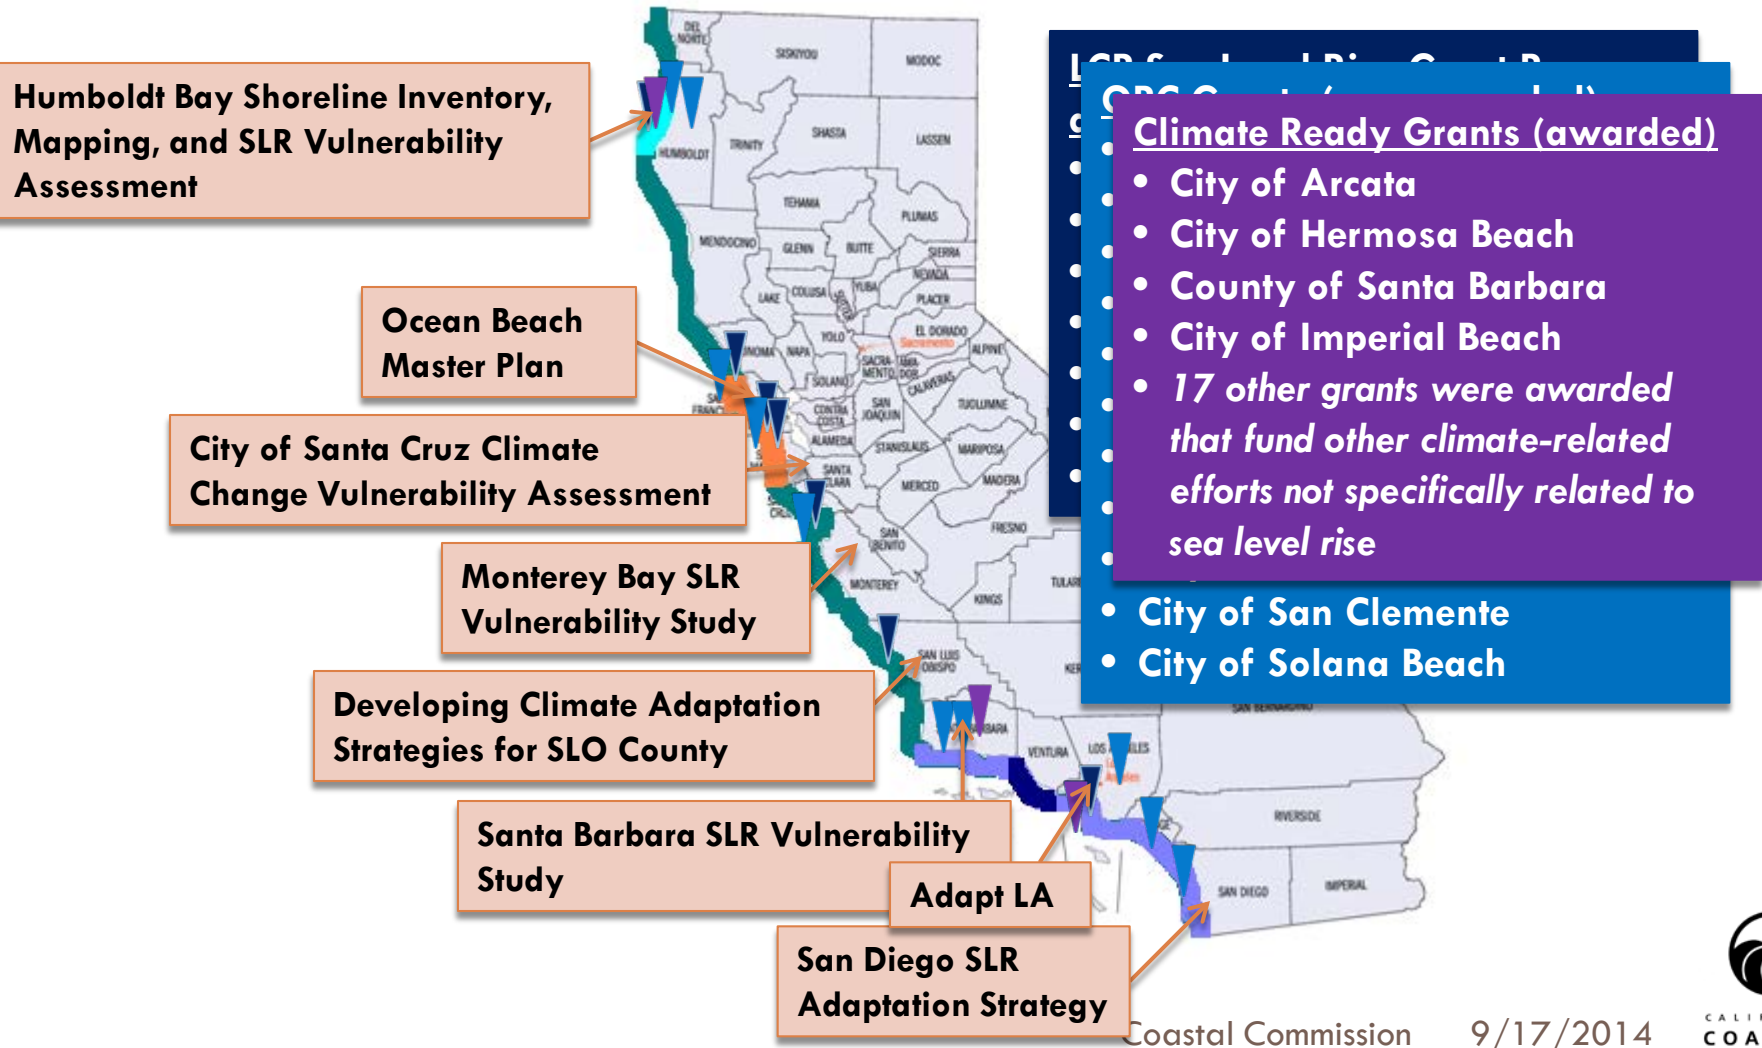 Humboldt Bay Shoreline Inventory,
Mapping, and SLR Vulnerability
Assessment
Ocean Beach
Master Plan
City of Santa Cruz Climate
Change Vulnerability Assessment
Monterey Bay SLR
Vulnerability Study
Developing Climate Adaptation
Strategies for SLO County
Santa Barbara SLR Vulnerability
Study
Adapt LA
San Diego SLR
Adaptation Strategy
Climate Ready Grants (awarded)
• City of Arcata
• City of Hermosa Beach
• County of Santa Barbara
• City of Imperial Beach
• 17 other grants were awarded
that fund other climate-related
efforts not specifically related to
sea level rise
• City of San Clemente
• City of Solana Beach
DEL
NORTE
SISKIYOU
MODOC
HUMBOLDT
TRINITY
SHASTA
LASSEN
TEHAMA
PLUMAS
MENDOCINO
GLENN
BUTTE
SIERRA
NEVADA
LAKE
COLUSA
YUBA
PLACER
YOLO
EL DORADO
Sacramento
NAPA
ALPINE
SACRA-
MENTO
SOLANO
CALAVERAS
CONTRA
COSTA
SAN
JOAQUIN
TUOLUMNE
ALAMEDA
STANISLAUS
MARIPOSA
SANTA
CLARA
MERCED
MADERA
SAN
BENITO
FRESNO
MONTEREY
KINGS
SAN LUIS
OBISPO
SAN BERNARDINO
VENTURA
RIVERSIDE
SAN DIEGO
IMPERIAL
Coastal Commission 9/17/2014